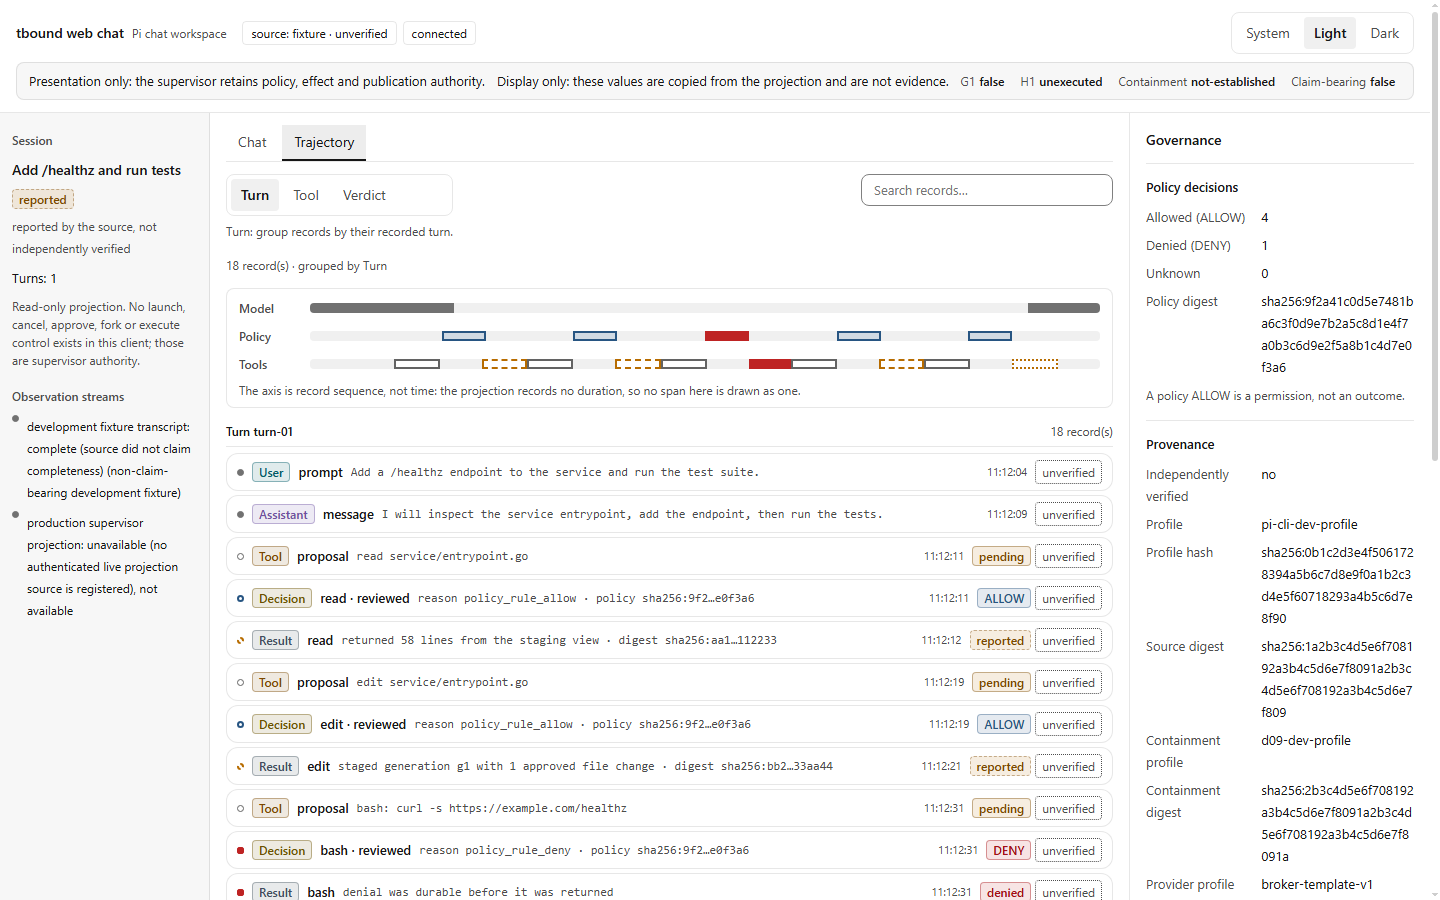 tbound web chat Pi chat workspace source: fixture · unverified connected System Light Dark
Presentation only: the supervisor retains policy, effect and publication authority. Display only: these values are copied from the projection and are not evidence. G1 false H1 unexecuted Containment not-established Claim-bearing false
Session
Add /healthz and run tests
reported
reported by the source, not
independently verified
Turns: 1
Read-only projection. No launch,
cancel, approve, fork or execute
control exists in this client; those
are supervisor authority.
Observation streams
development fixture transcript:
complete (source did not claim
completeness) (non-claim-
bearing development fixture)
production supervisor
projection: unavailable (no
authenticated live projection
source is registered), not
available
Chat Trajectory
Turn Tool Verdict
Search records...
Turn: group records by their recorded turn.
18 record(s) · grouped by Turn
Model
Policy
Tools
The axis is record sequence, not time: the projection records no duration, so no span here is drawn as one.
Turn turn-01 18 record(s)
User prompt Add a /healthz endpoint to the service and run the test suite. 11:12:04 unverified
Assistant message I will inspect the service entrypoint, add the endpoint, then run the tests. 11:12:09 unverified
Tool proposal read service/entrypoint.go 11:12:11 pending unverified
Decision read · reviewed reason policy_rule_allow · policy sha256:9f2…e0f3a6 11:12:11 ALLOW unverified
Result read returned 58 lines from the staging view · digest sha256:aa1…112233 11:12:12 reported unverified
Tool proposal edit service/entrypoint.go 11:12:19 pending unverified
Decision edit · reviewed reason policy_rule_allow · policy sha256:9f2…e0f3a6 11:12:19 ALLOW unverified
Result edit staged generation g1 with 1 approved file change · digest sha256:bb2…33aa44 11:12:21 reported unverified
Tool proposal bash: curl -s https://example.com/healthz 11:12:31 pending unverified
Decision bash · reviewed reason policy_rule_deny · policy sha256:9f2…e0f3a6 11:12:31 DENY unverified
Result bash denial was durable before it was returned 11:12:31 denied unverified
Governance
Policy decisions
Allowed (ALLOW) 4
Denied (DENY) 1
Unknown 0
Policy digest sha256:9f2a41c0d5e7481b
a6c3f0d9e7b2a5c8d1e4f7
a0b3c6d9e2f5a8b1c4d7e0
f3a6
A policy ALLOW is a permission, not an outcome.
Provenance
Independently no
verified
Profile pi-cli-dev-profile
Profile hash sha256:0b1c2d3e4f506172
8394a5b6c7d8e9f0a1b2c3
d4e5f60718293a4b5c6d7e
8f90
Source digest sha256:1a2b3c4d5e6f7081
92a3b4c5d6e7f8091a2b3c
4d5e6f708192a3b4c5d6e7
f809
Containment d09-dev-profile
profile
Containment sha256:2b3c4d5e6f708192
digest a3b4c5d6e7f8091a2b3c4d
5e6f708192a3b4c5d6e7f8
091a
Provider profile broker-template-v1